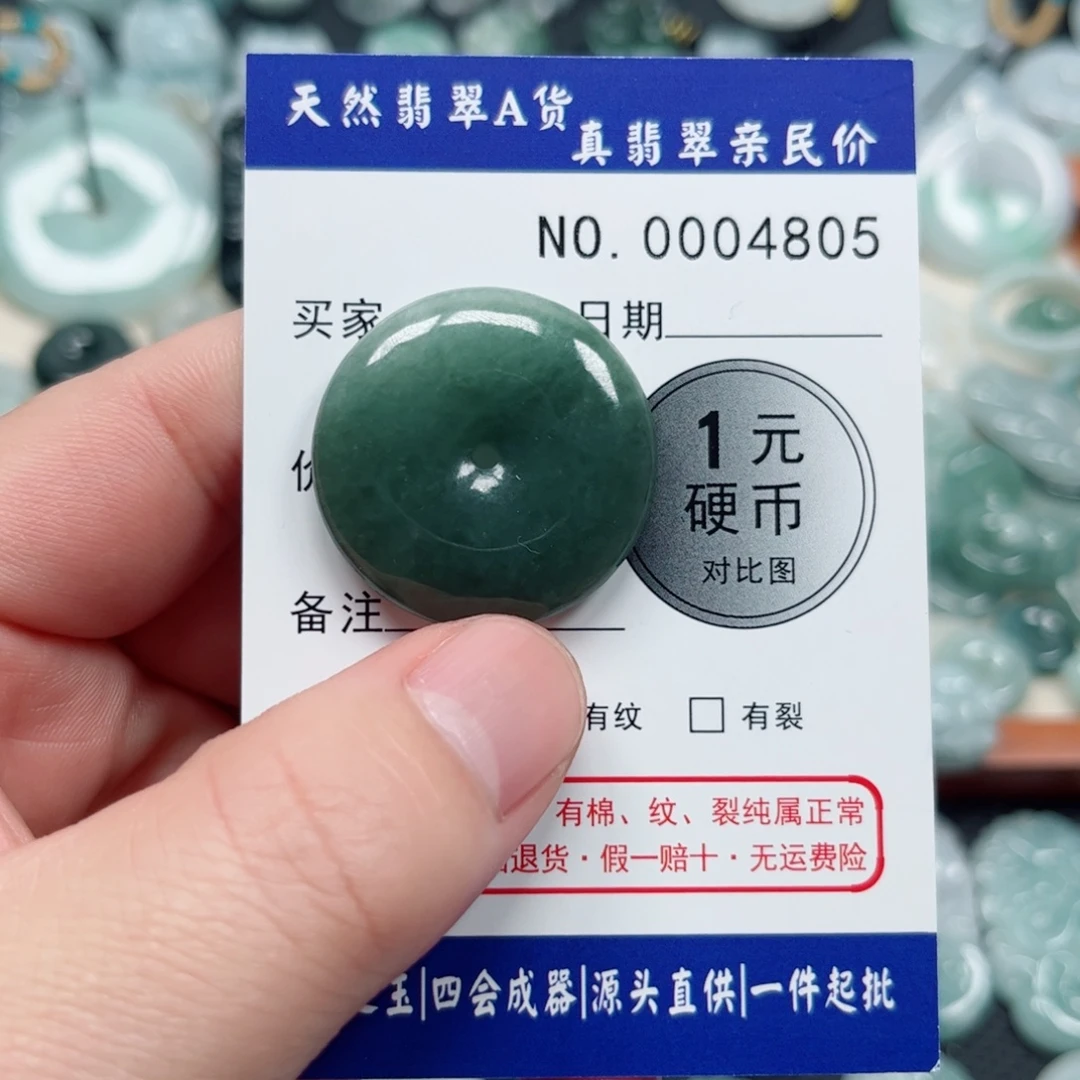 天然翡翠A货
真翡翠亲民价
NO. 0004805
买家 日期
1元
硬币
对比图
备注
有纹 □ 有裂
有棉、纹、裂纯属正常
退货·假一赔十·无运费险
玉|四会成器|源头直供|一件起批